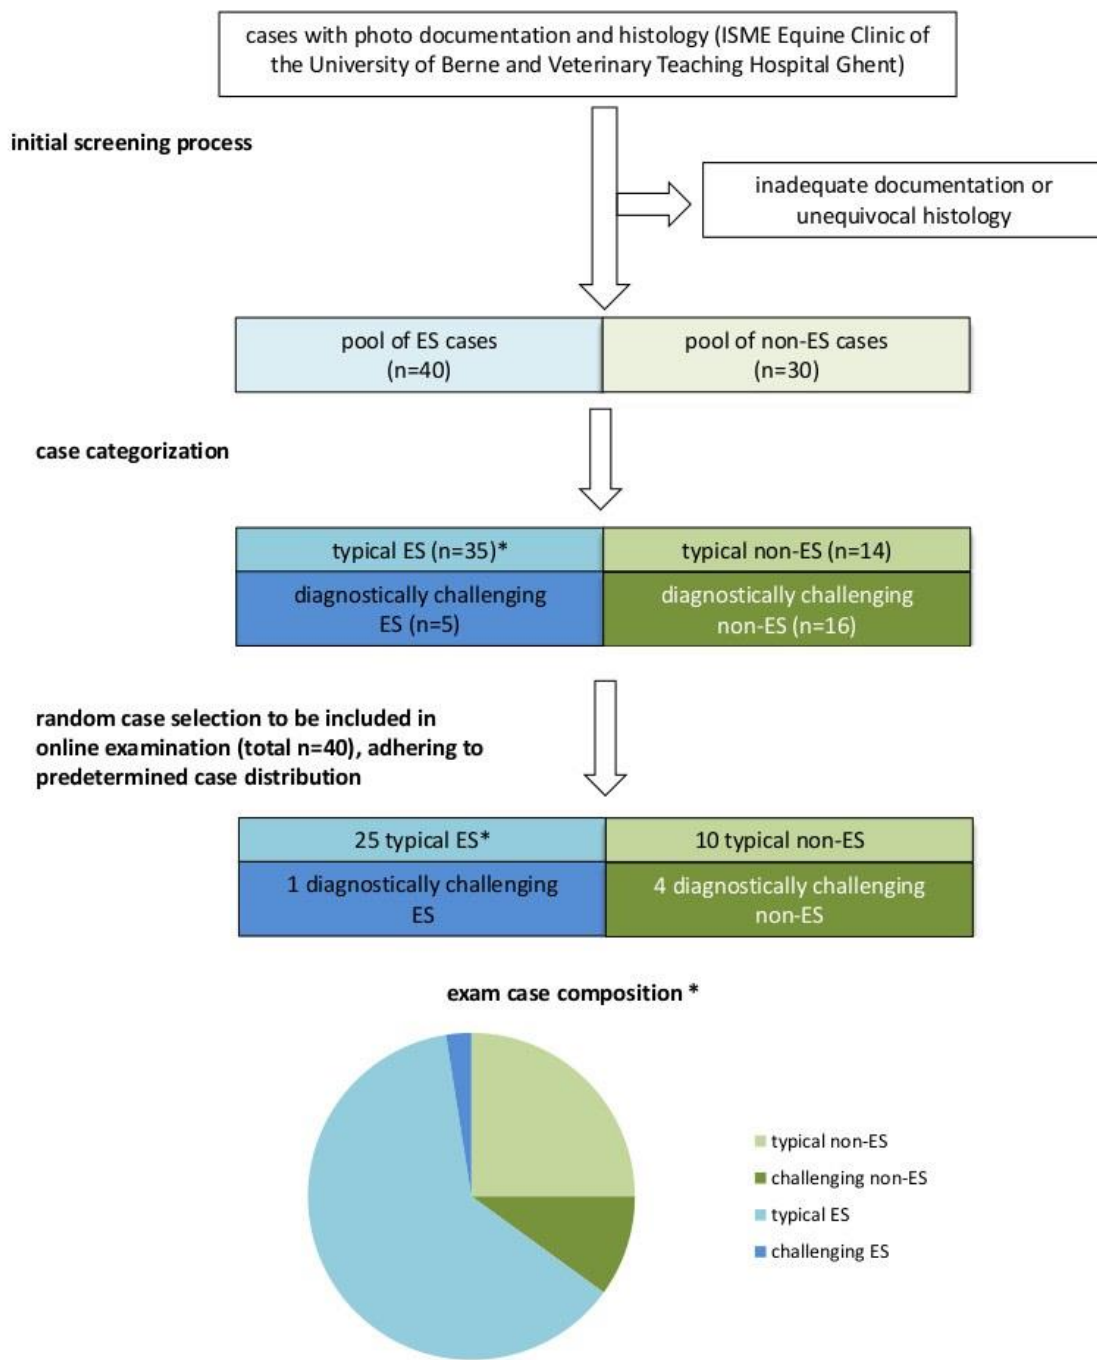 cases with photo documentation and histology (ISME Equine Clinic of
the University of Berne and Veterinary Teaching Hospital Ghent)
initial screening process
inadequate documentation or
unequivocal histology
pool of ES cases
(n=40)
pool of non-ES cases
(n=30)
case categorization
typical ES (n=35)*
typical non-ES (n=14)
diagnostically challenging
ES (n=5)
diagnostically challenging
non-ES (n=16)
random case selection to be included in
online examination (total n=40), adhering to
predetermined case distribution
25 typical ES*
10 typical non-ES
1 diagnostically challenging
ES
4 diagnostically challenging
non-ES
exam case composition *
typical non-ES
challenging non-ES
typical ES
challenging ES